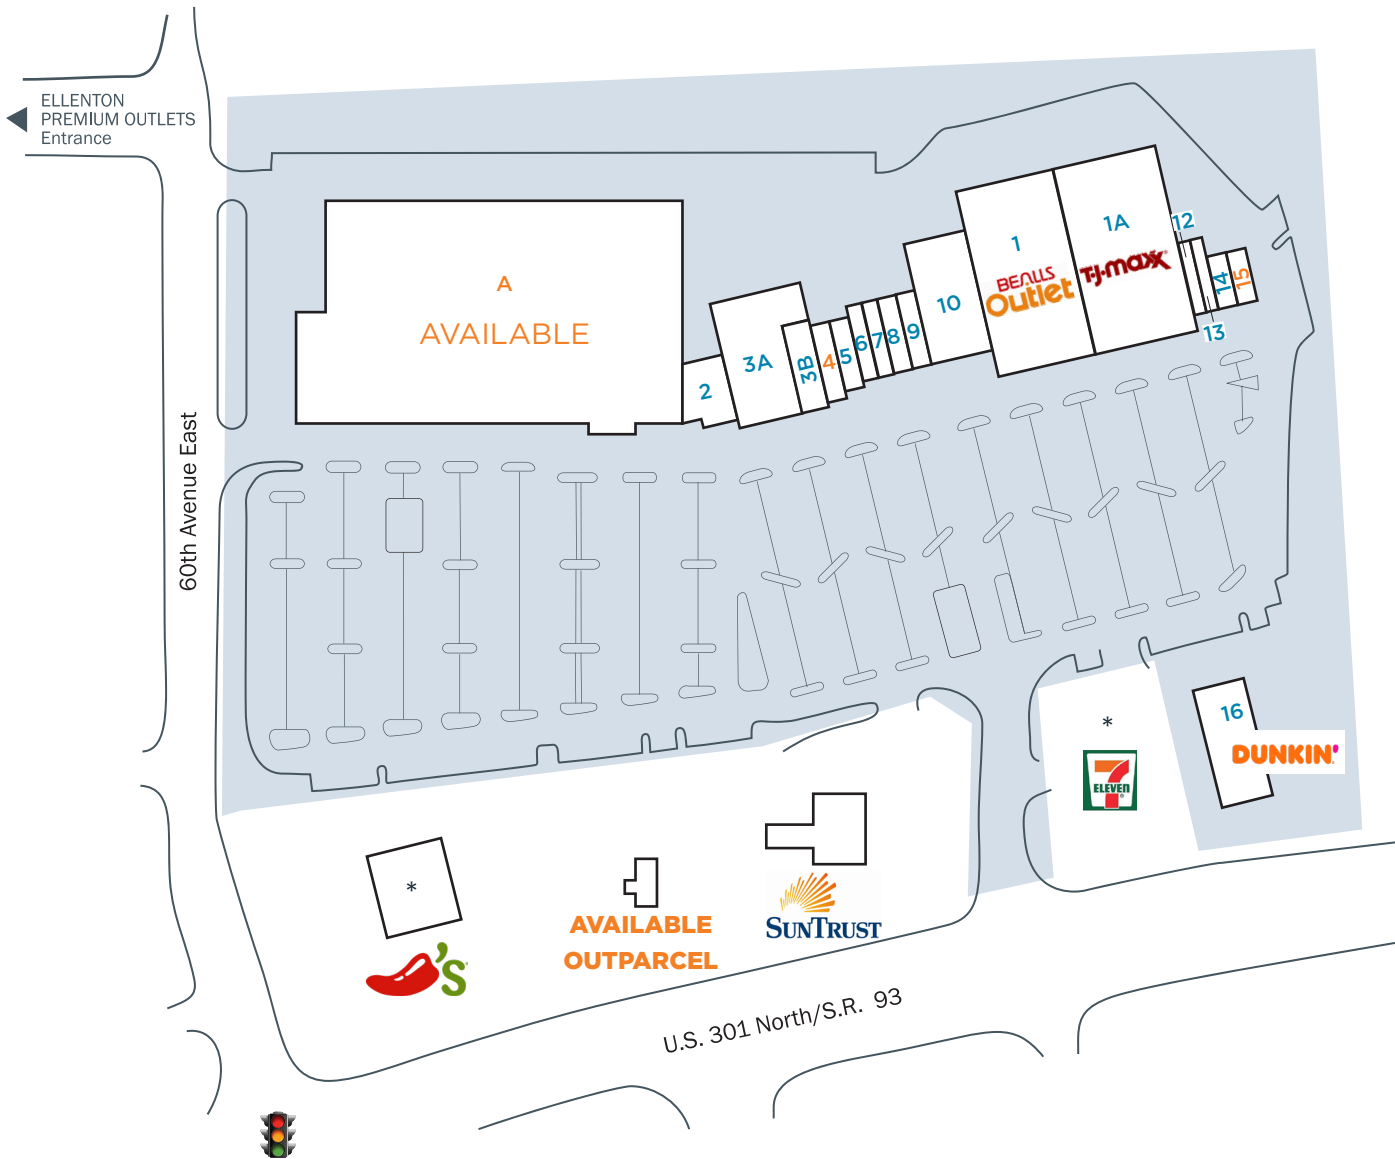 ELLENTON
PREMIUM OUTLETS
Entrance
A
AVAILABLE
2
3A
3B
4
5
6
7
8
9
10
1
BEALLS
Outlet
1A
T·J·maxx
12
13
14
15
60th Avenue East
*
7
ELEVEN
16
DUNKIN'
*
'S
AVAILABLE
OUTPARCEL
SUNTRUST
U.S. 301 North/S.R. 93